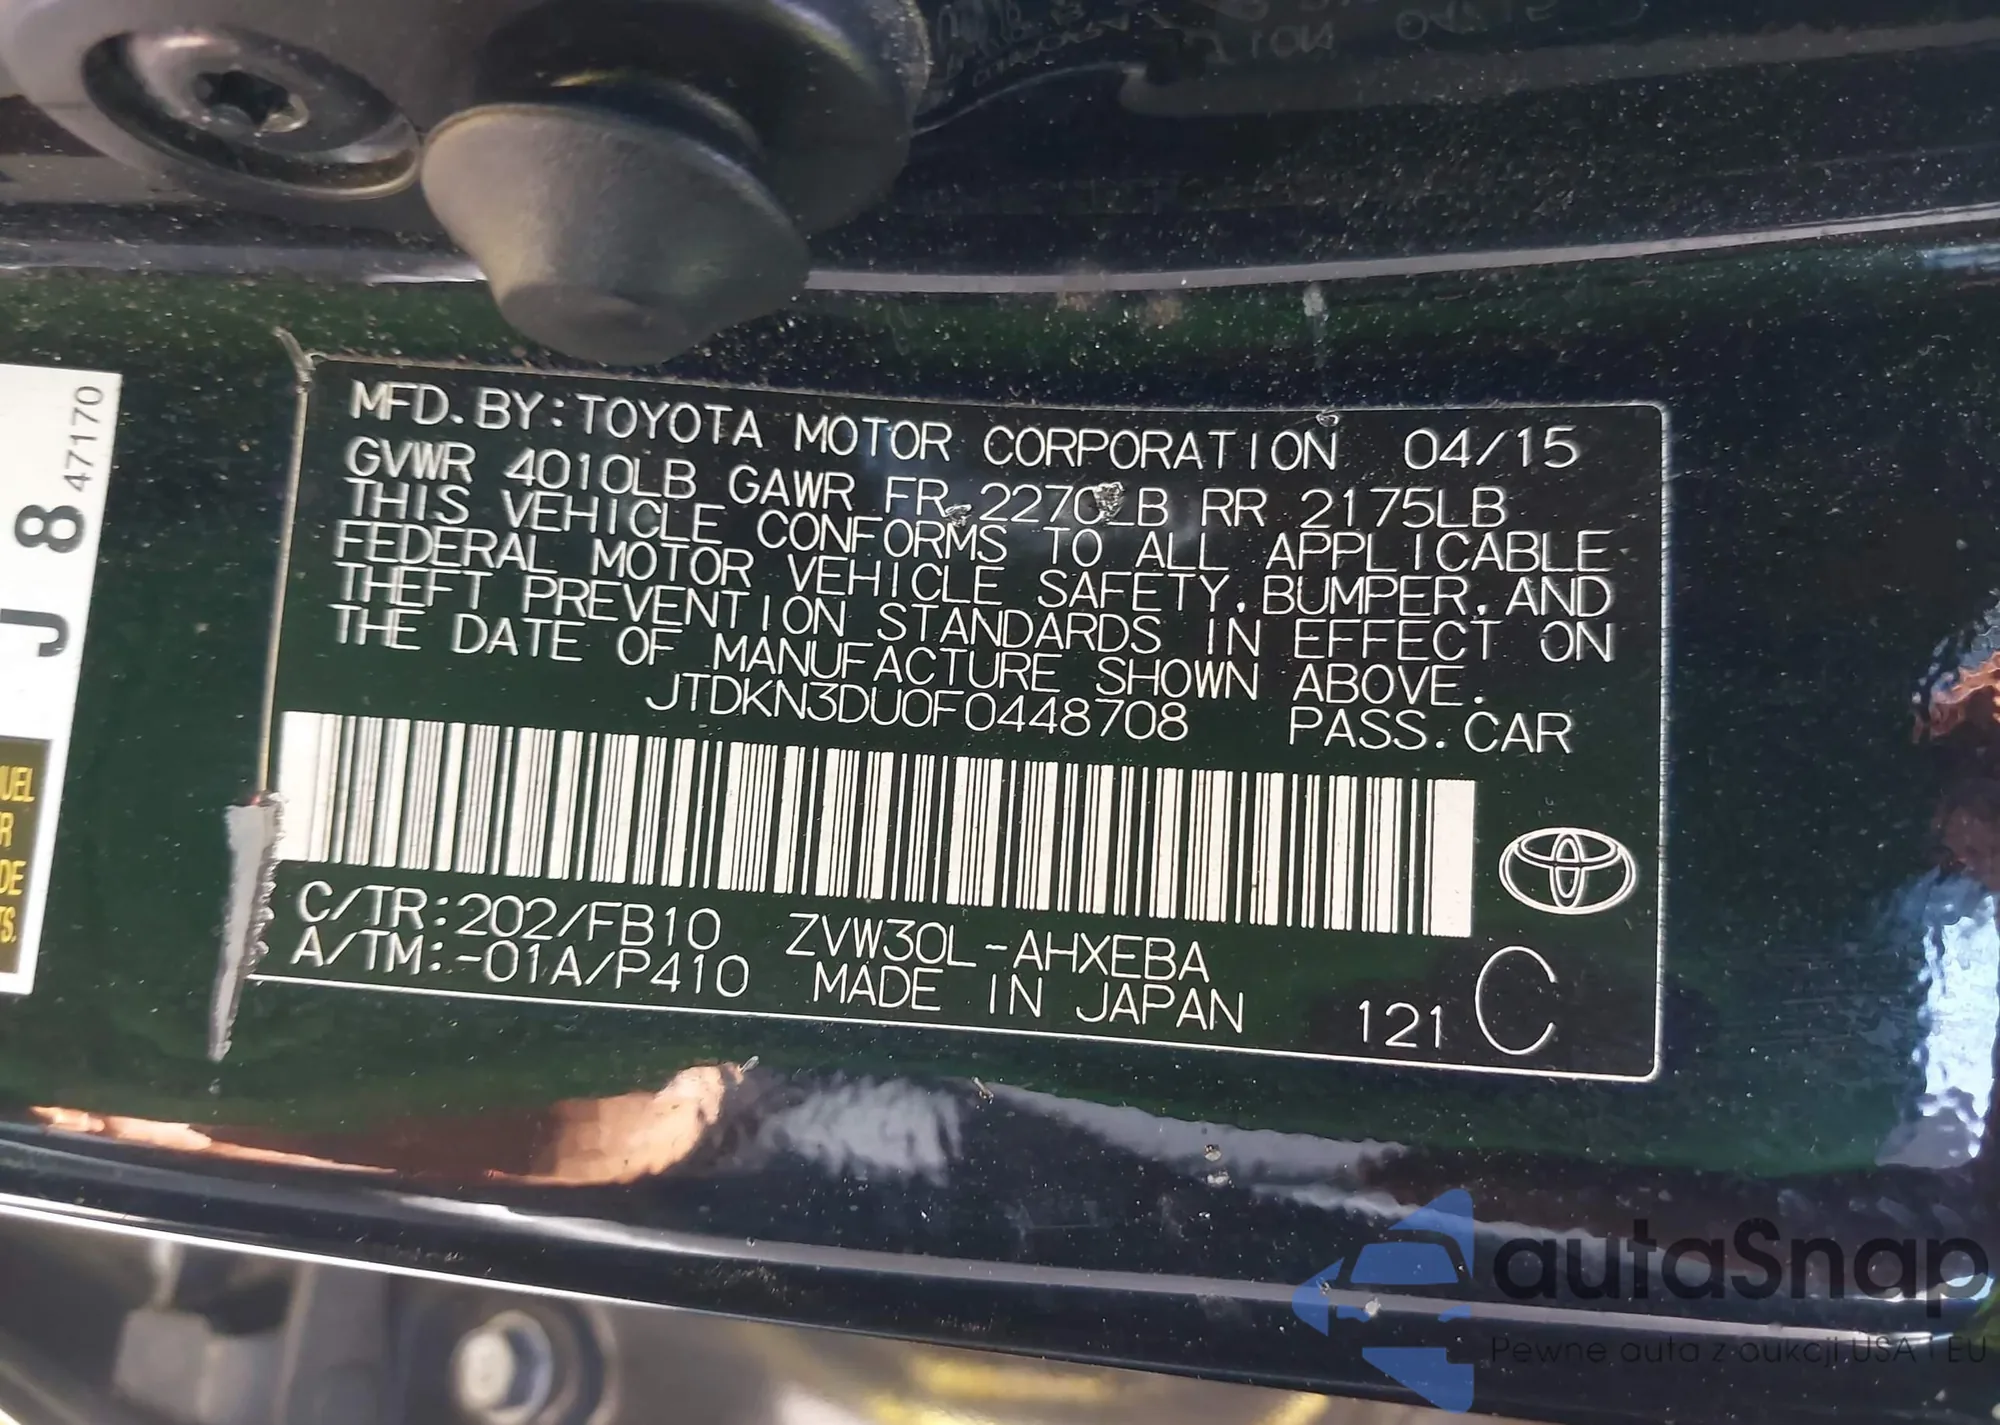 MFD. BY: TOYOTA MOTOR CORPORATION 04/15
GVWR 4010LB GAWR FR 2270LB RR 2175LB
THIS VEHICLE CONFORMS TO ALL APPLICABLE
FEDERAL MOTOR VEHICLE SAFETY, BUMPER, AND
THEFT PREVENTION STANDARDS IN EFFECT ON
THE DATE OF MANUFACTURE SHOWN ABOVE.
JTDKN3DU0F0448708 PASS. CAR
C/TR:202/FB10 ZVW30L-AHXEBA
A/TM:-01A/P410 MADE IN JAPAN 121 C
J 8 47170
autaSnap
Pewne auta z aukcji USA i EU